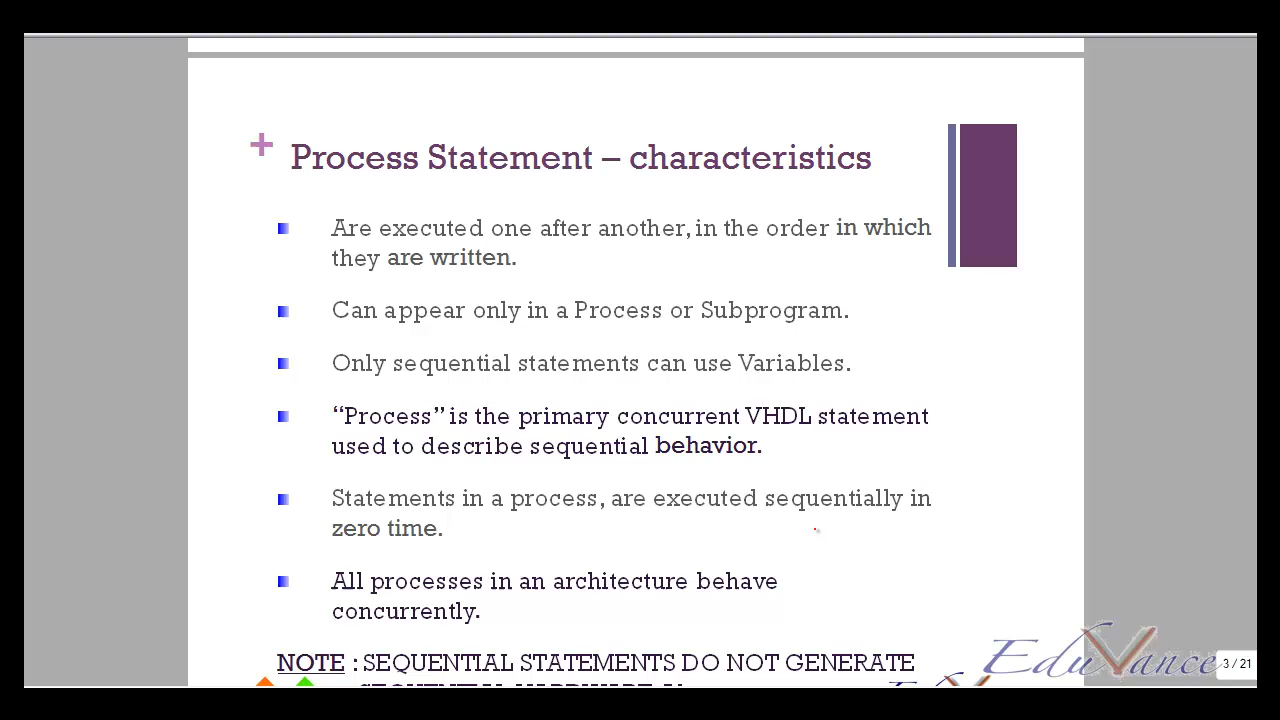 + Process Statement – characteristics
Are executed one after another, in the order in which
they are written.
Can appear only in a Process or Subprogram.
Only sequential statements can use Variables.
“Process” is the primary concurrent VHDL statement
used to describe sequential behavior.
Statements in a process, are executed sequentially in
zero time.
All processes in an architecture behave
concurrently.
NOTE : SEQUENTIAL STATEMENTS DO NOT GENERATE
SEQUENTIAL HARDWARE
EduVance
3 / 21